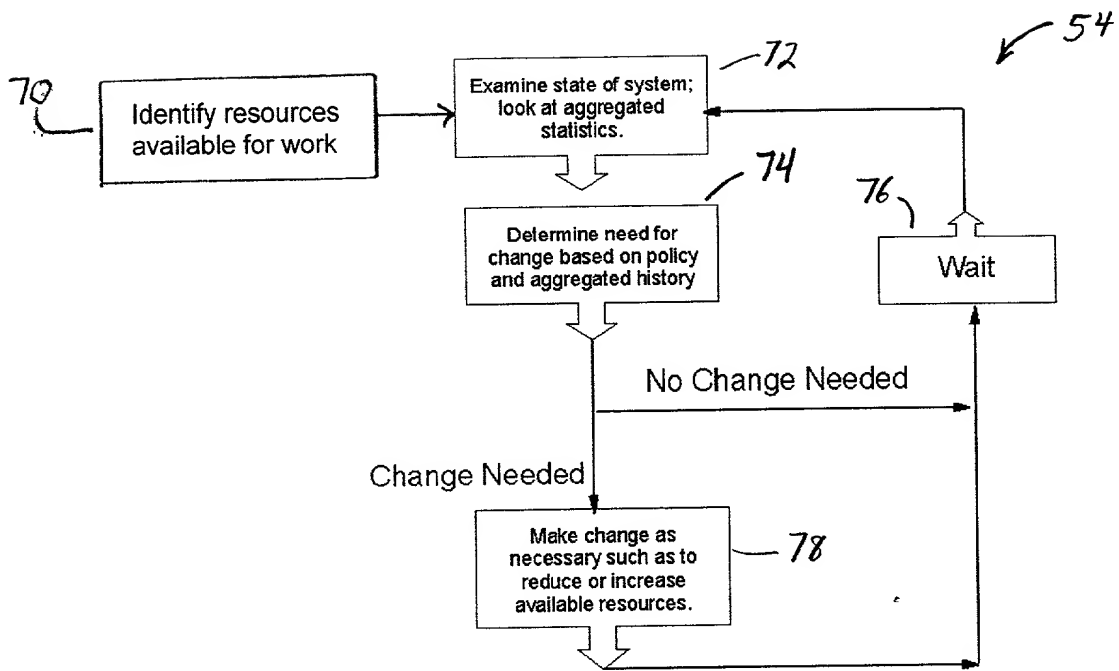 54
70
Identify resources
available for work
72
Examine state of system;
look at aggregated
statistics.
74
Determine need for
change based on policy
and aggregated history
76
Wait
No Change Needed
Change Needed
78
Make change as
necessary such as to
reduce or increase
available resources.